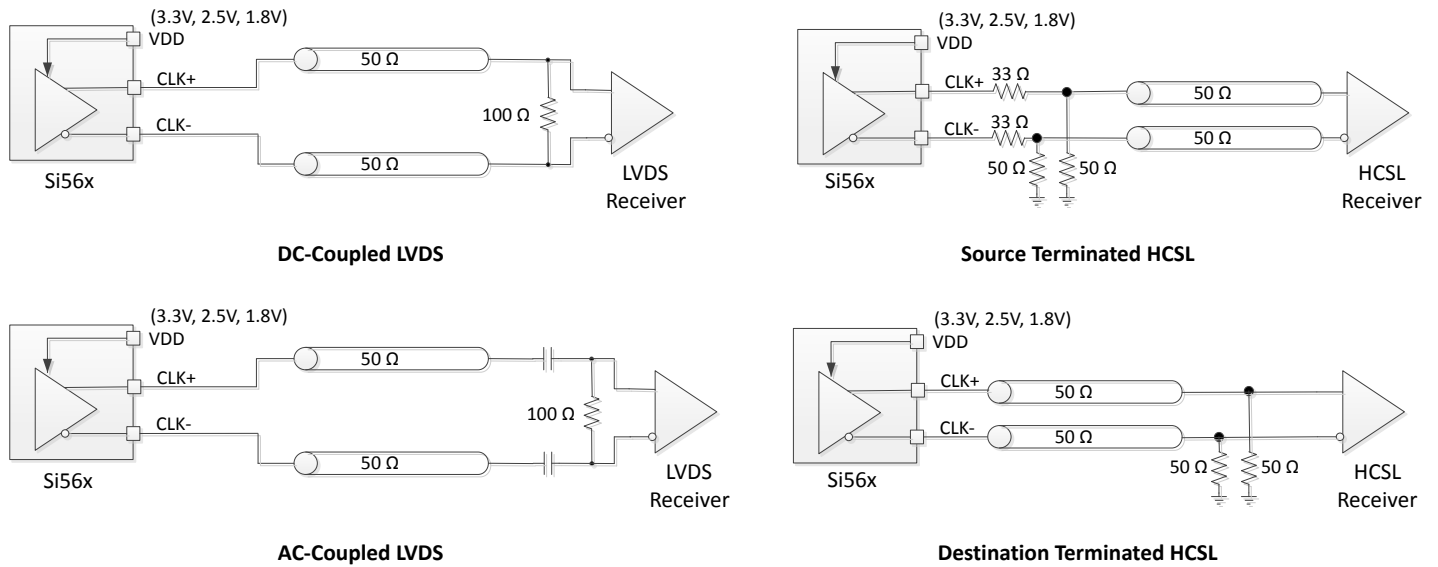 (3.3V, 2.5V, 1.8V)
VDD
CLK+
CLK-
50 Ω
50 Ω
100 Ω
Si56x
LVDS
Receiver
DC-Coupled LVDS
(3.3V, 2.5V, 1.8V)
VDD
CLK+
CLK-
33 Ω
33 Ω
50 Ω
50 Ω
50 Ω
50 Ω
Si56x
HCSL
Receiver
Source Terminated HCSL
(3.3V, 2.5V, 1.8V)
VDD
CLK+
CLK-
50 Ω
50 Ω
100 Ω
Si56x
LVDS
Receiver
AC-Coupled LVDS
(3.3V, 2.5V, 1.8V)
VDD
CLK+
CLK-
50 Ω
50 Ω
50 Ω
50 Ω
Si56x
HCSL
Receiver
Destination Terminated HCSL